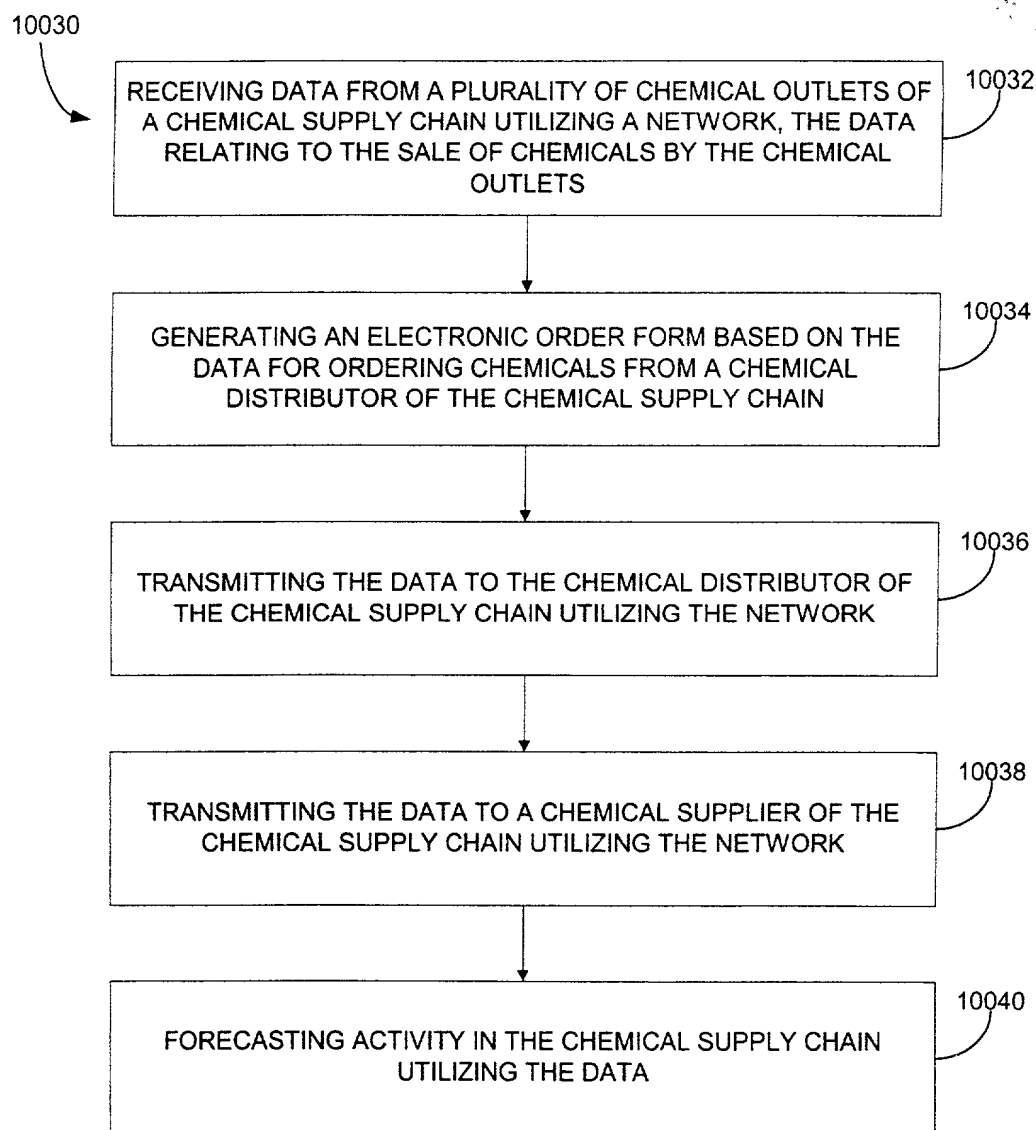 10030
RECEIVING DATA FROM A PLURALITY OF CHEMICAL OUTLETS OF
A CHEMICAL SUPPLY CHAIN UTILIZING A NETWORK, THE DATA
RELATING TO THE SALE OF CHEMICALS BY THE CHEMICAL
OUTLETS
10032
GENERATING AN ELECTRONIC ORDER FORM BASED ON THE
DATA FOR ORDERING CHEMICALS FROM A CHEMICAL
DISTRIBUTOR OF THE CHEMICAL SUPPLY CHAIN
10034
TRANSMITTING THE DATA TO THE CHEMICAL DISTRIBUTOR OF
THE CHEMICAL SUPPLY CHAIN UTILIZING THE NETWORK
10036
TRANSMITTING THE DATA TO A CHEMICAL SUPPLIER OF THE
CHEMICAL SUPPLY CHAIN UTILIZING THE NETWORK
10038
FORECASTING ACTIVITY IN THE CHEMICAL SUPPLY CHAIN
UTILIZING THE DATA
10040